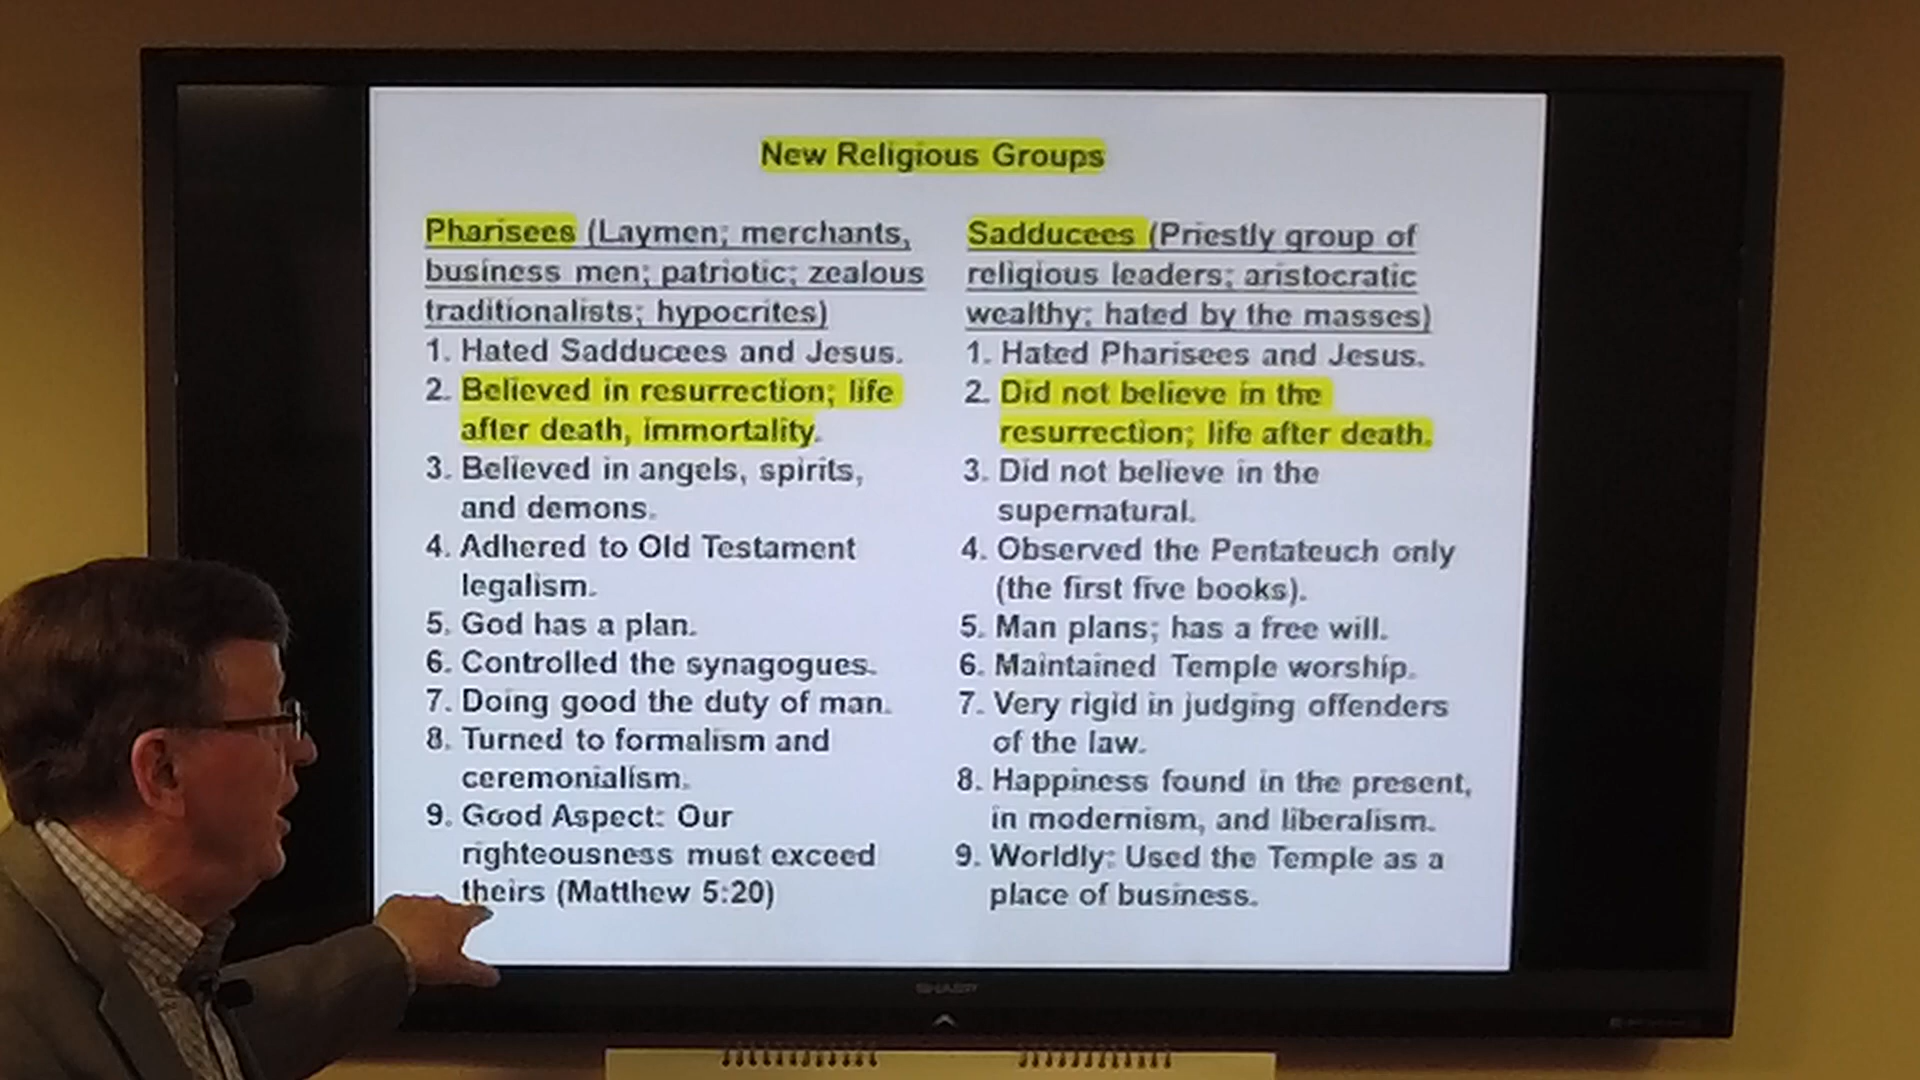 New Religious Groups
Pharisees (Laymen; merchants,
business men; patriotic; zealous
traditionalists; hypocrites)
1. Hated Sadducees and Jesus.
2. Believed in resurrection; life
after death, immortality.
3. Believed in angels, spirits,
and demons.
4. Adhered to Old Testament
legalism.
5. God has a plan.
6. Controlled the synagogues.
7. Doing good the duty of man.
8. Turned to formalism and
ceremonialism.
9. Good Aspect: Our
righteousness must exceed
theirs (Matthew 5:20)
Sadducees (Priestly group of
religious leaders; aristocratic
wealthy; hated by the masses)
1. Hated Pharisees and Jesus.
2. Did not believe in the
resurrection; life after death.
3. Did not believe in the
supernatural.
4. Observed the Pentateuch only
(the first five books).
5. Man plans; has a free will.
6. Maintained Temple worship.
7. Very rigid in judging offenders
of the law.
8. Happiness found in the present,
in modernism, and liberalism.
9. Worldly: Used the Temple as a
place of business.
SHARP